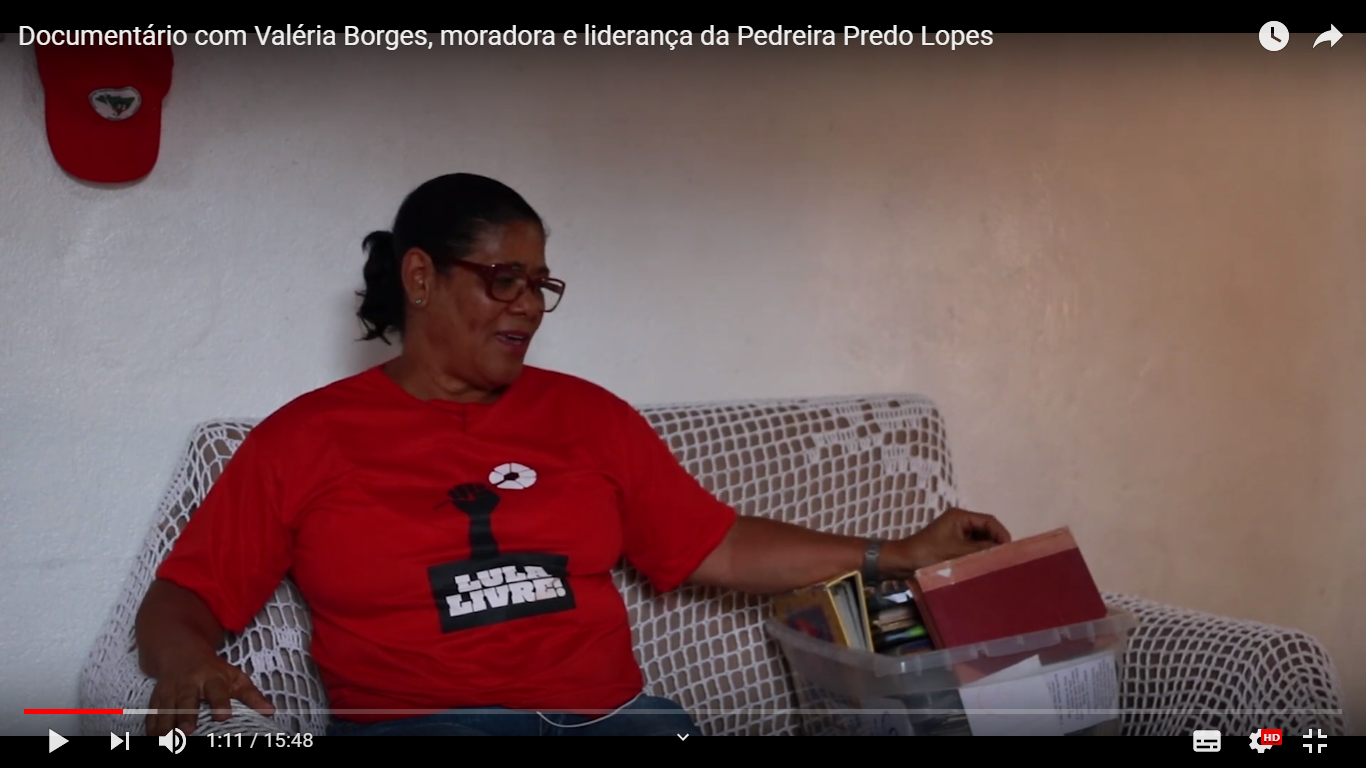 Documentário com Valéria Borges, moradora e liderança da Pedreira Predo Lopes
LULA
LIVRE!
1:11 / 15:48
HD